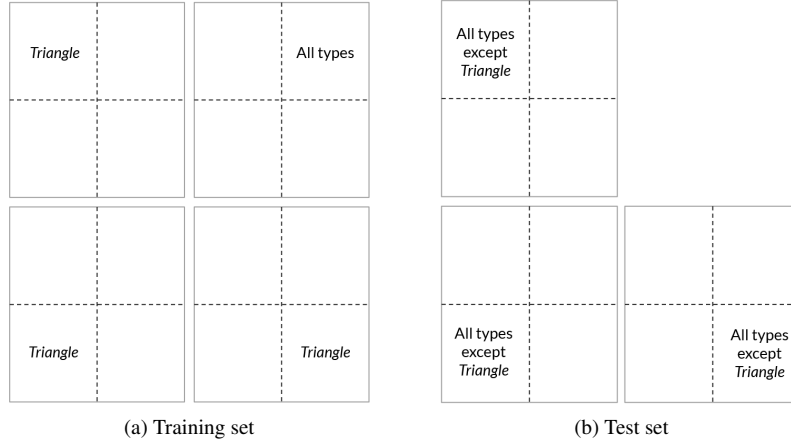 Triangle
All types
Triangle
Triangle
(a) Training set
All types
except
Triangle
All types
except
Triangle
All types
except
Triangle
(b) Test set